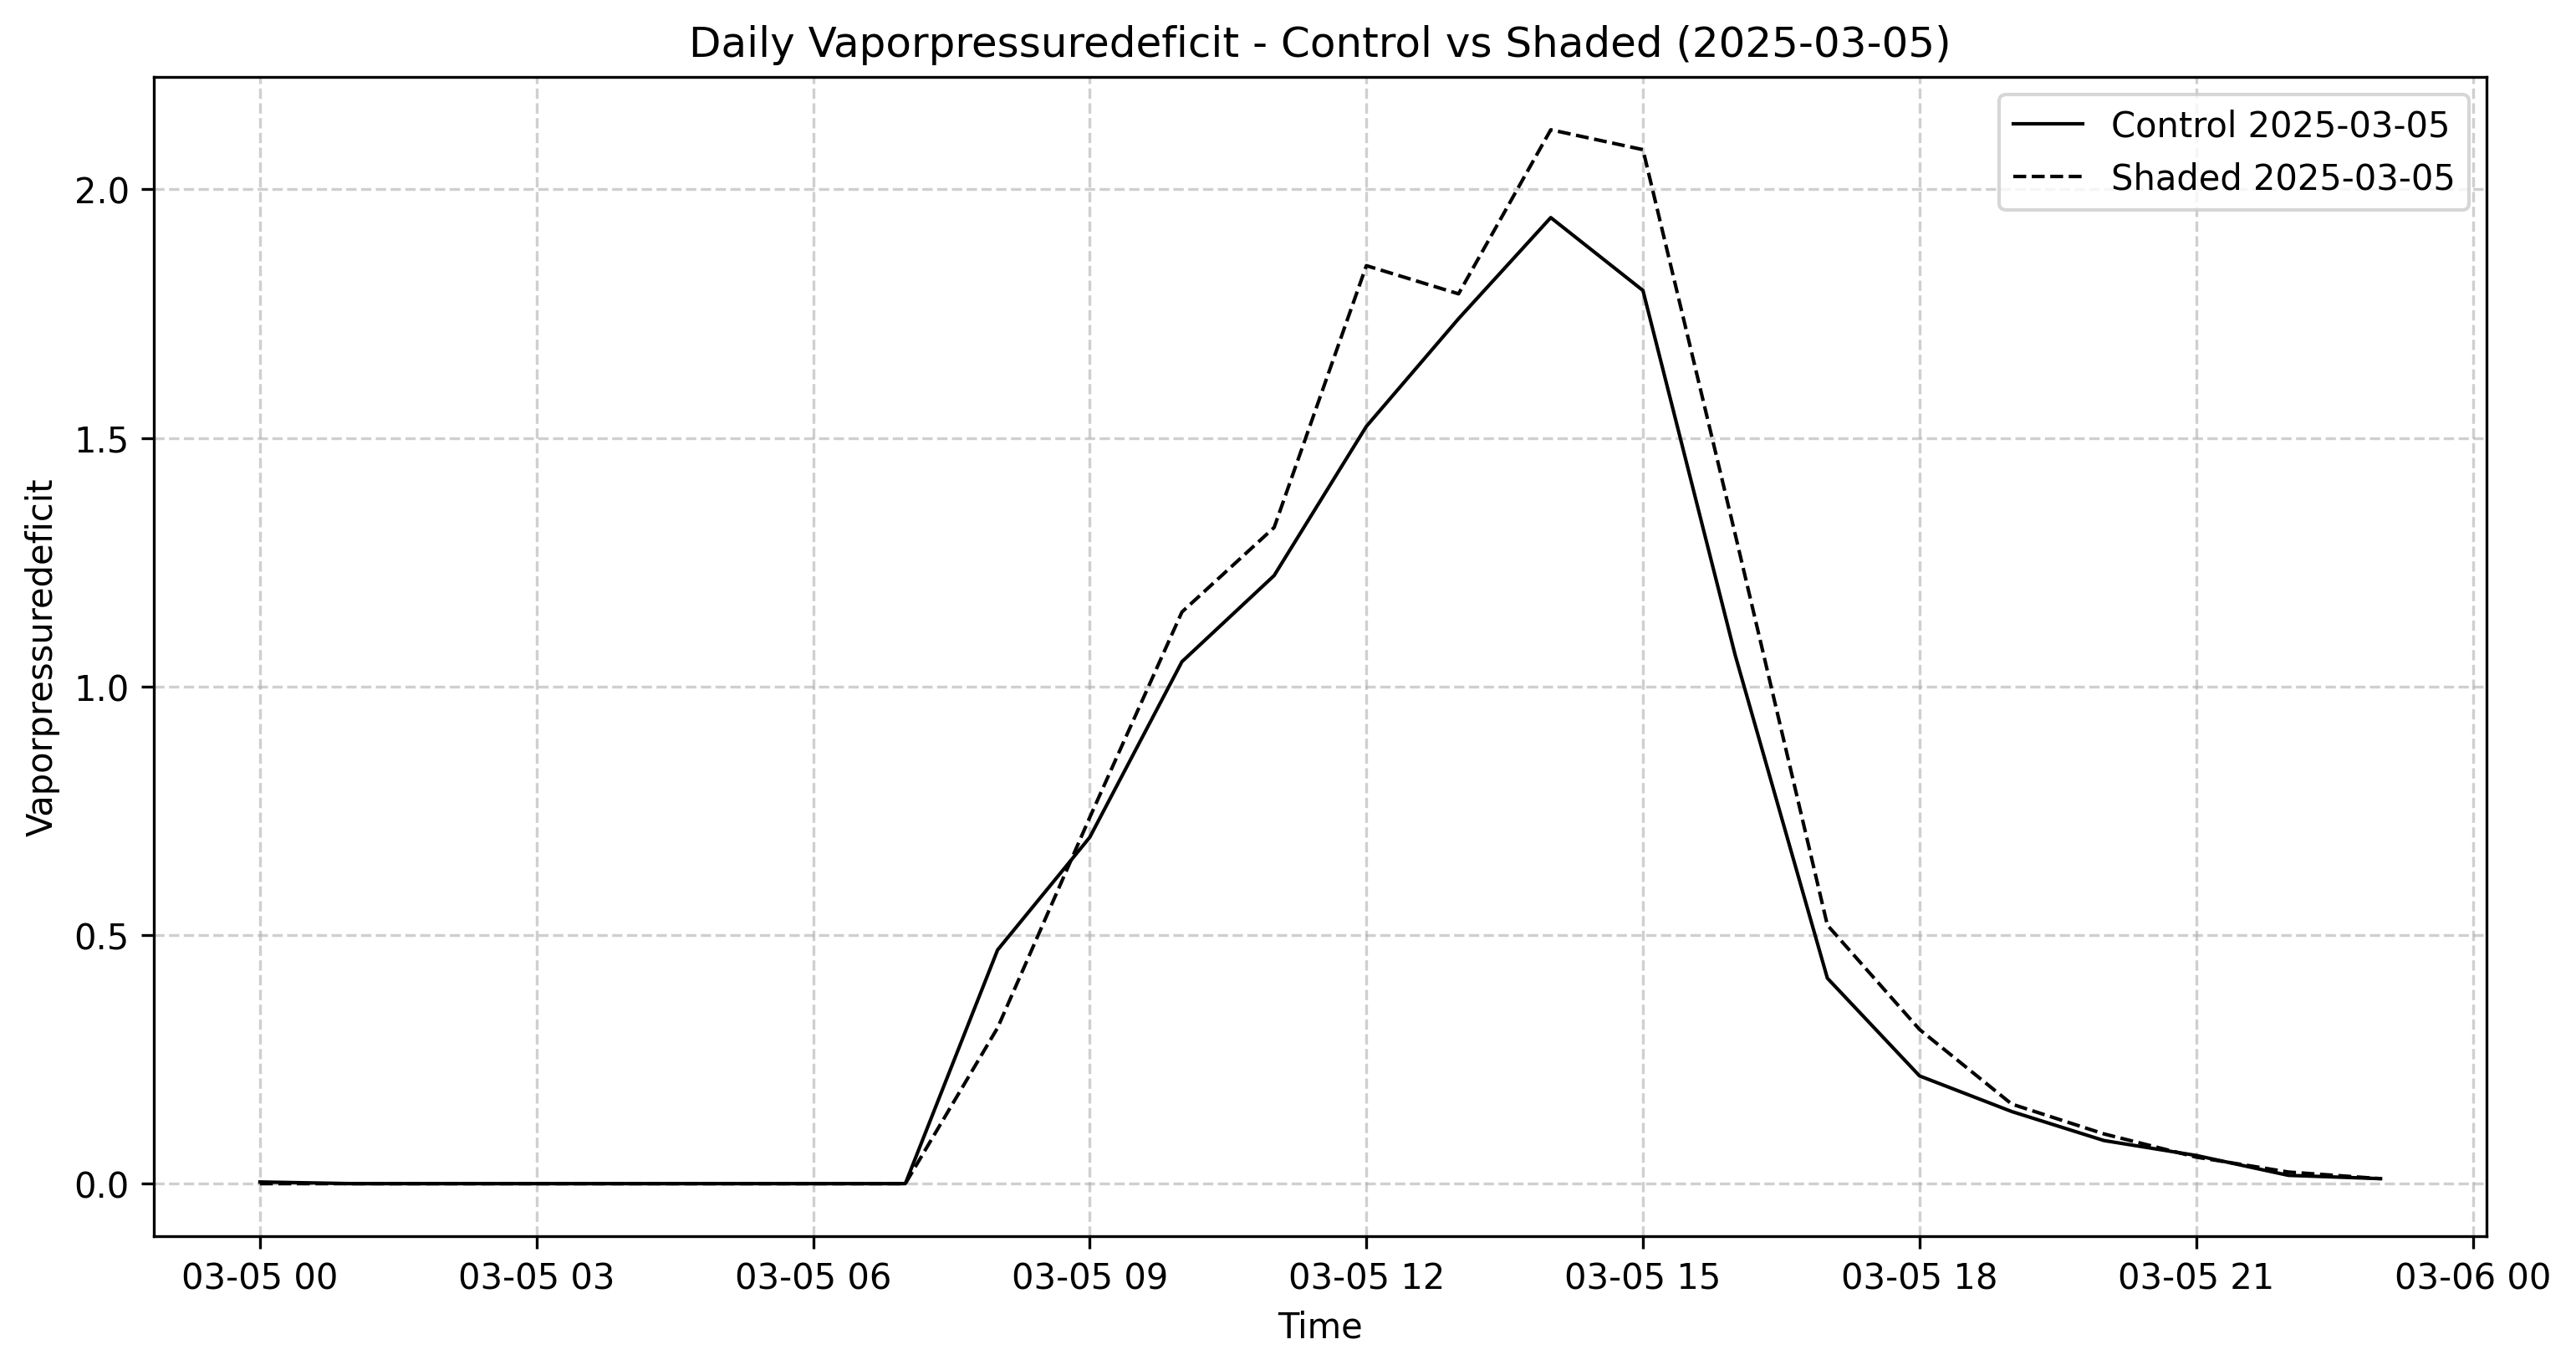 Daily Vaporpressuredeficit - Control vs Shaded (2025-03-05)
Control 2025-03-05
Shaded 2025-03-05
Vaporpressuredeficit
2.0
1.5
1.0
0.5
0.0
03-05 00 03-05 03 03-05 06 03-05 09 03-05 12 03-05 15 03-05 18 03-05 21 03-06 00
Time